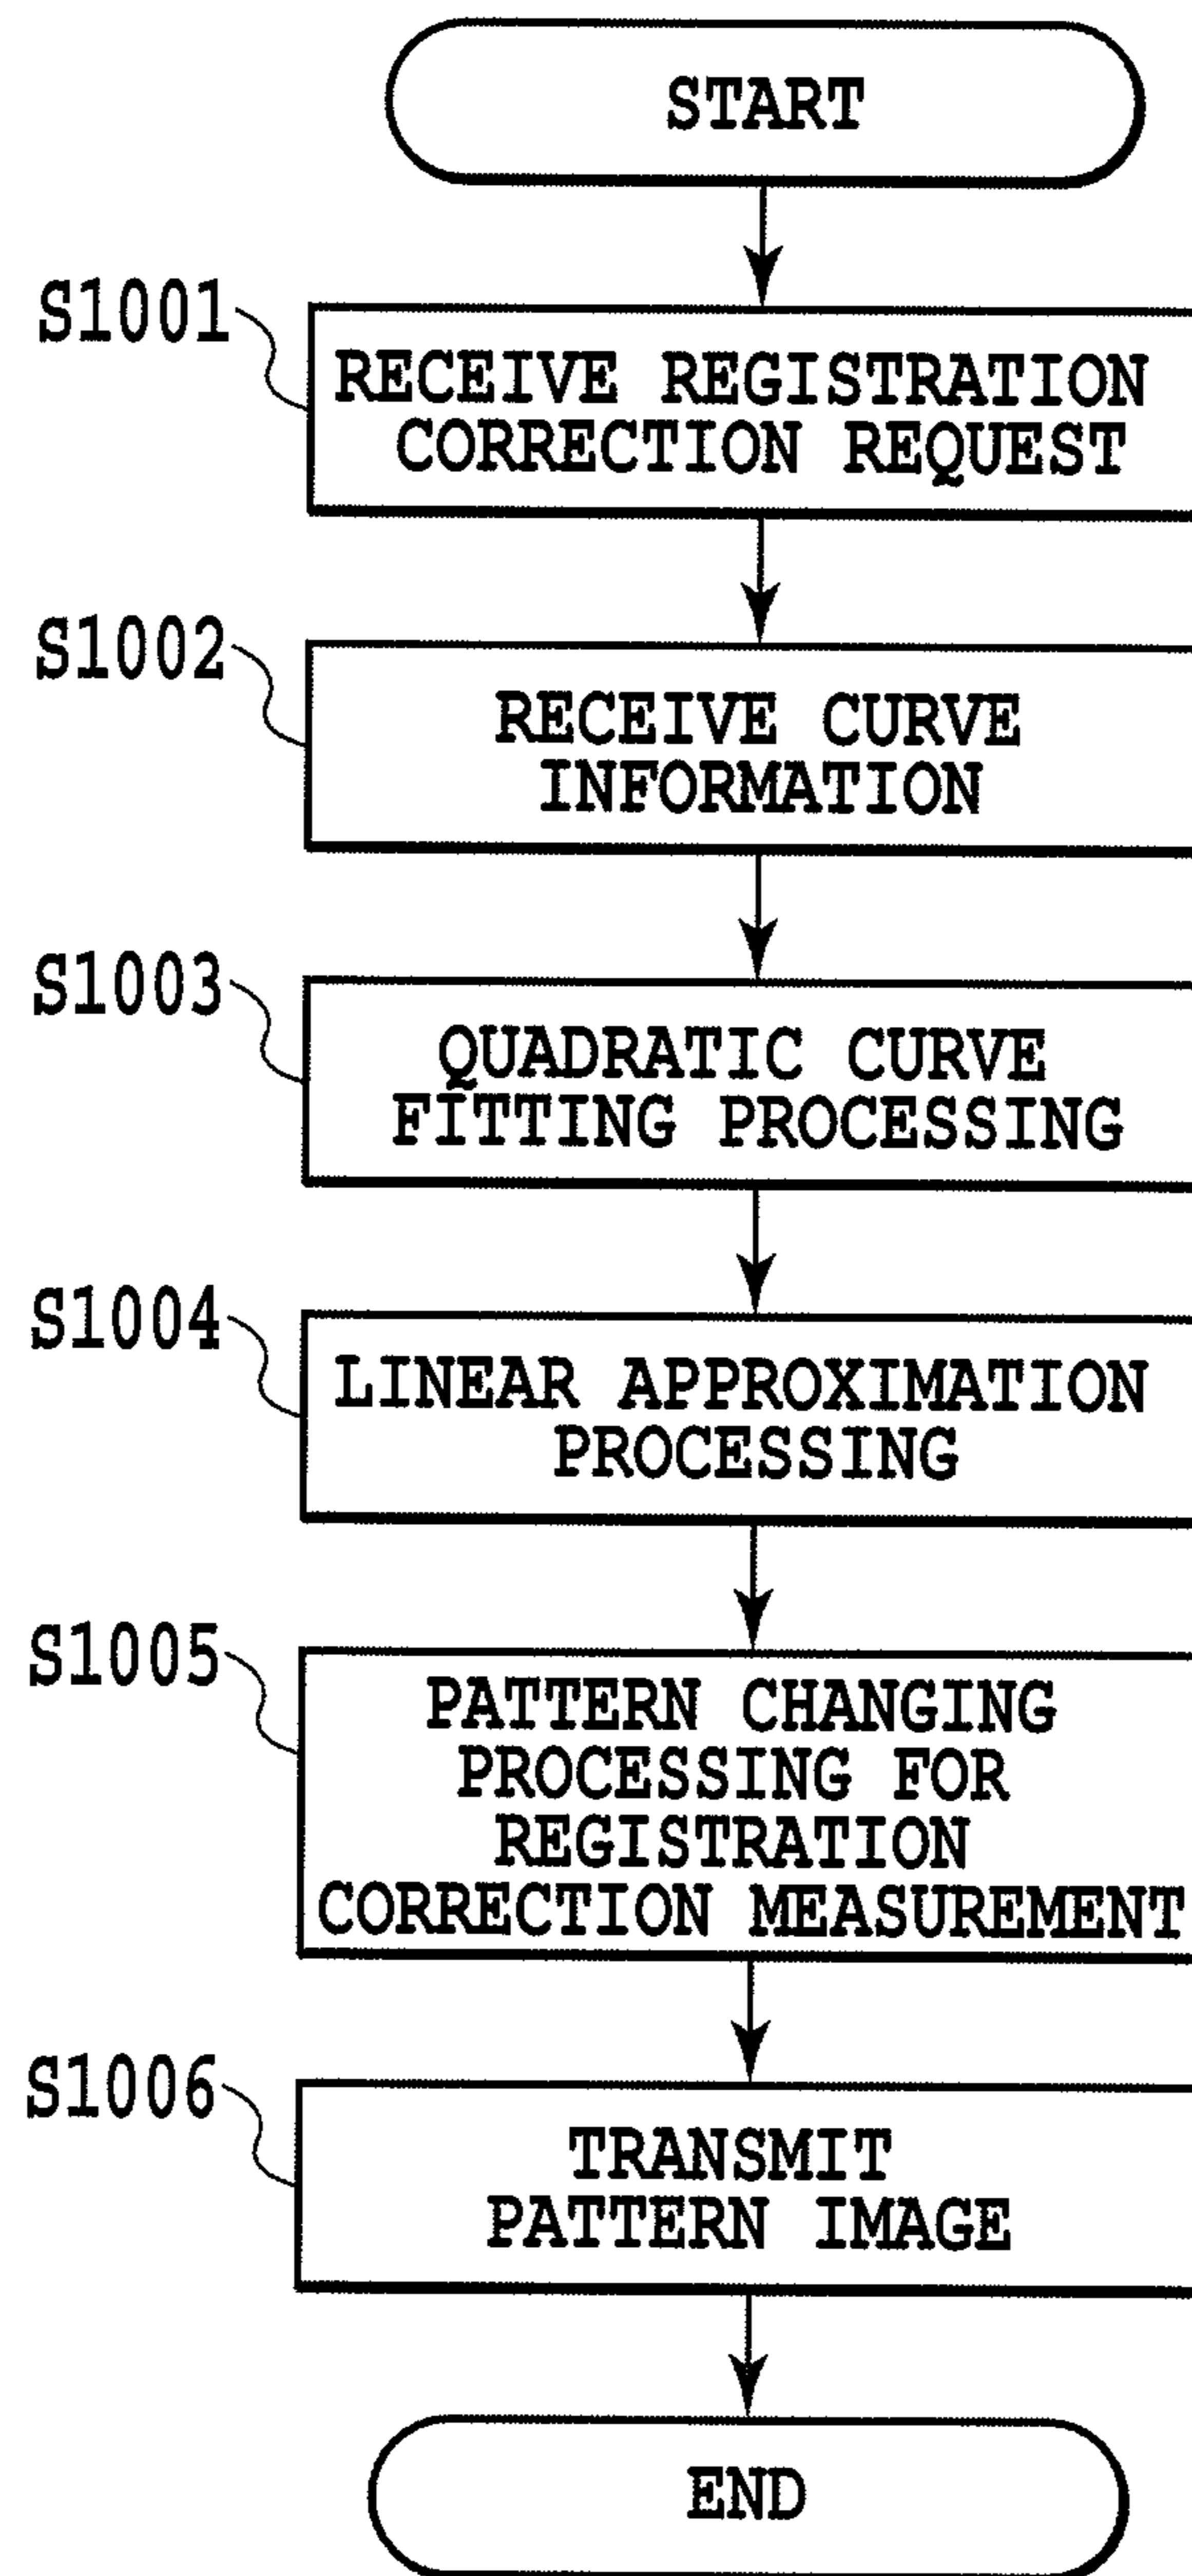 START
S1001
RECEIVE REGISTRATION
CORRECTION REQUEST
S1002
RECEIVE CURVE
INFORMATION
S1003
QUADRATIC CURVE
FITTING PROCESSING
S1004
LINEAR APPROXIMATION
PROCESSING
S1005
PATTERN CHANGING
PROCESSING FOR
REGISTRATION
CORRECTION MEASUREMENT
S1006
TRANSMIT
PATTERN IMAGE
END